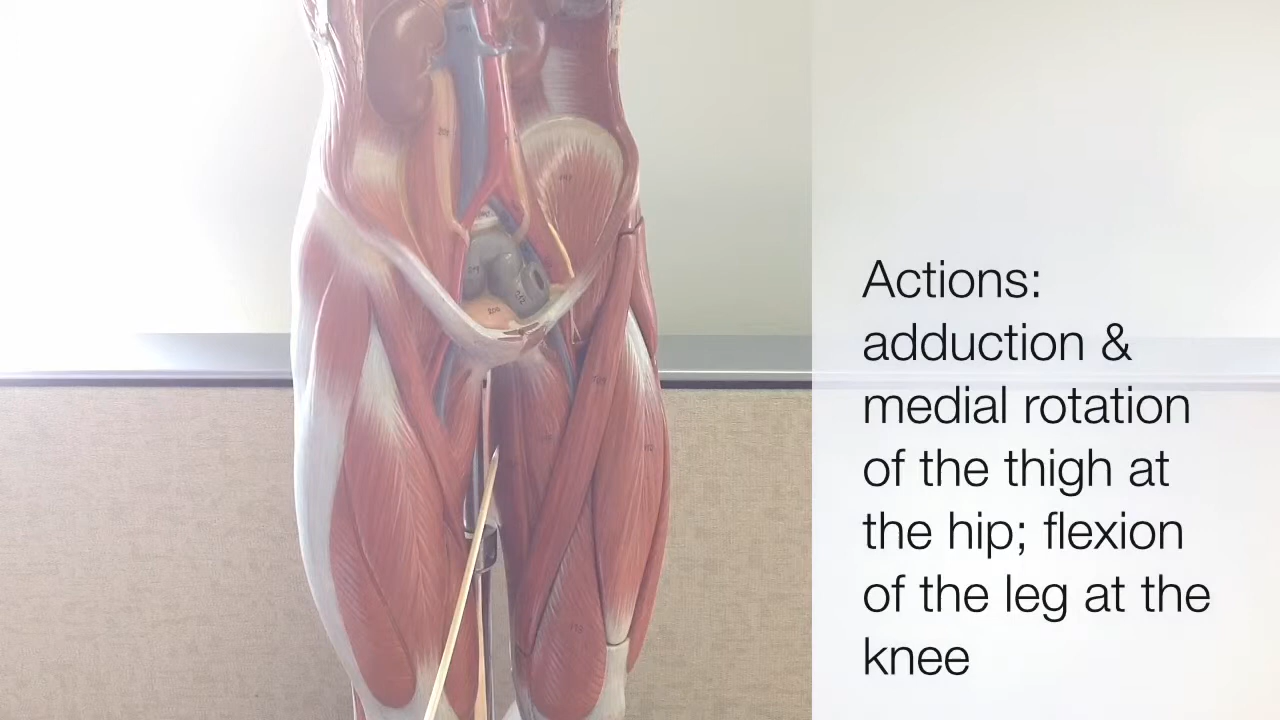 Actions:
adduction &
medial rotation
of the thigh at
the hip; flexion
of the leg at the
knee